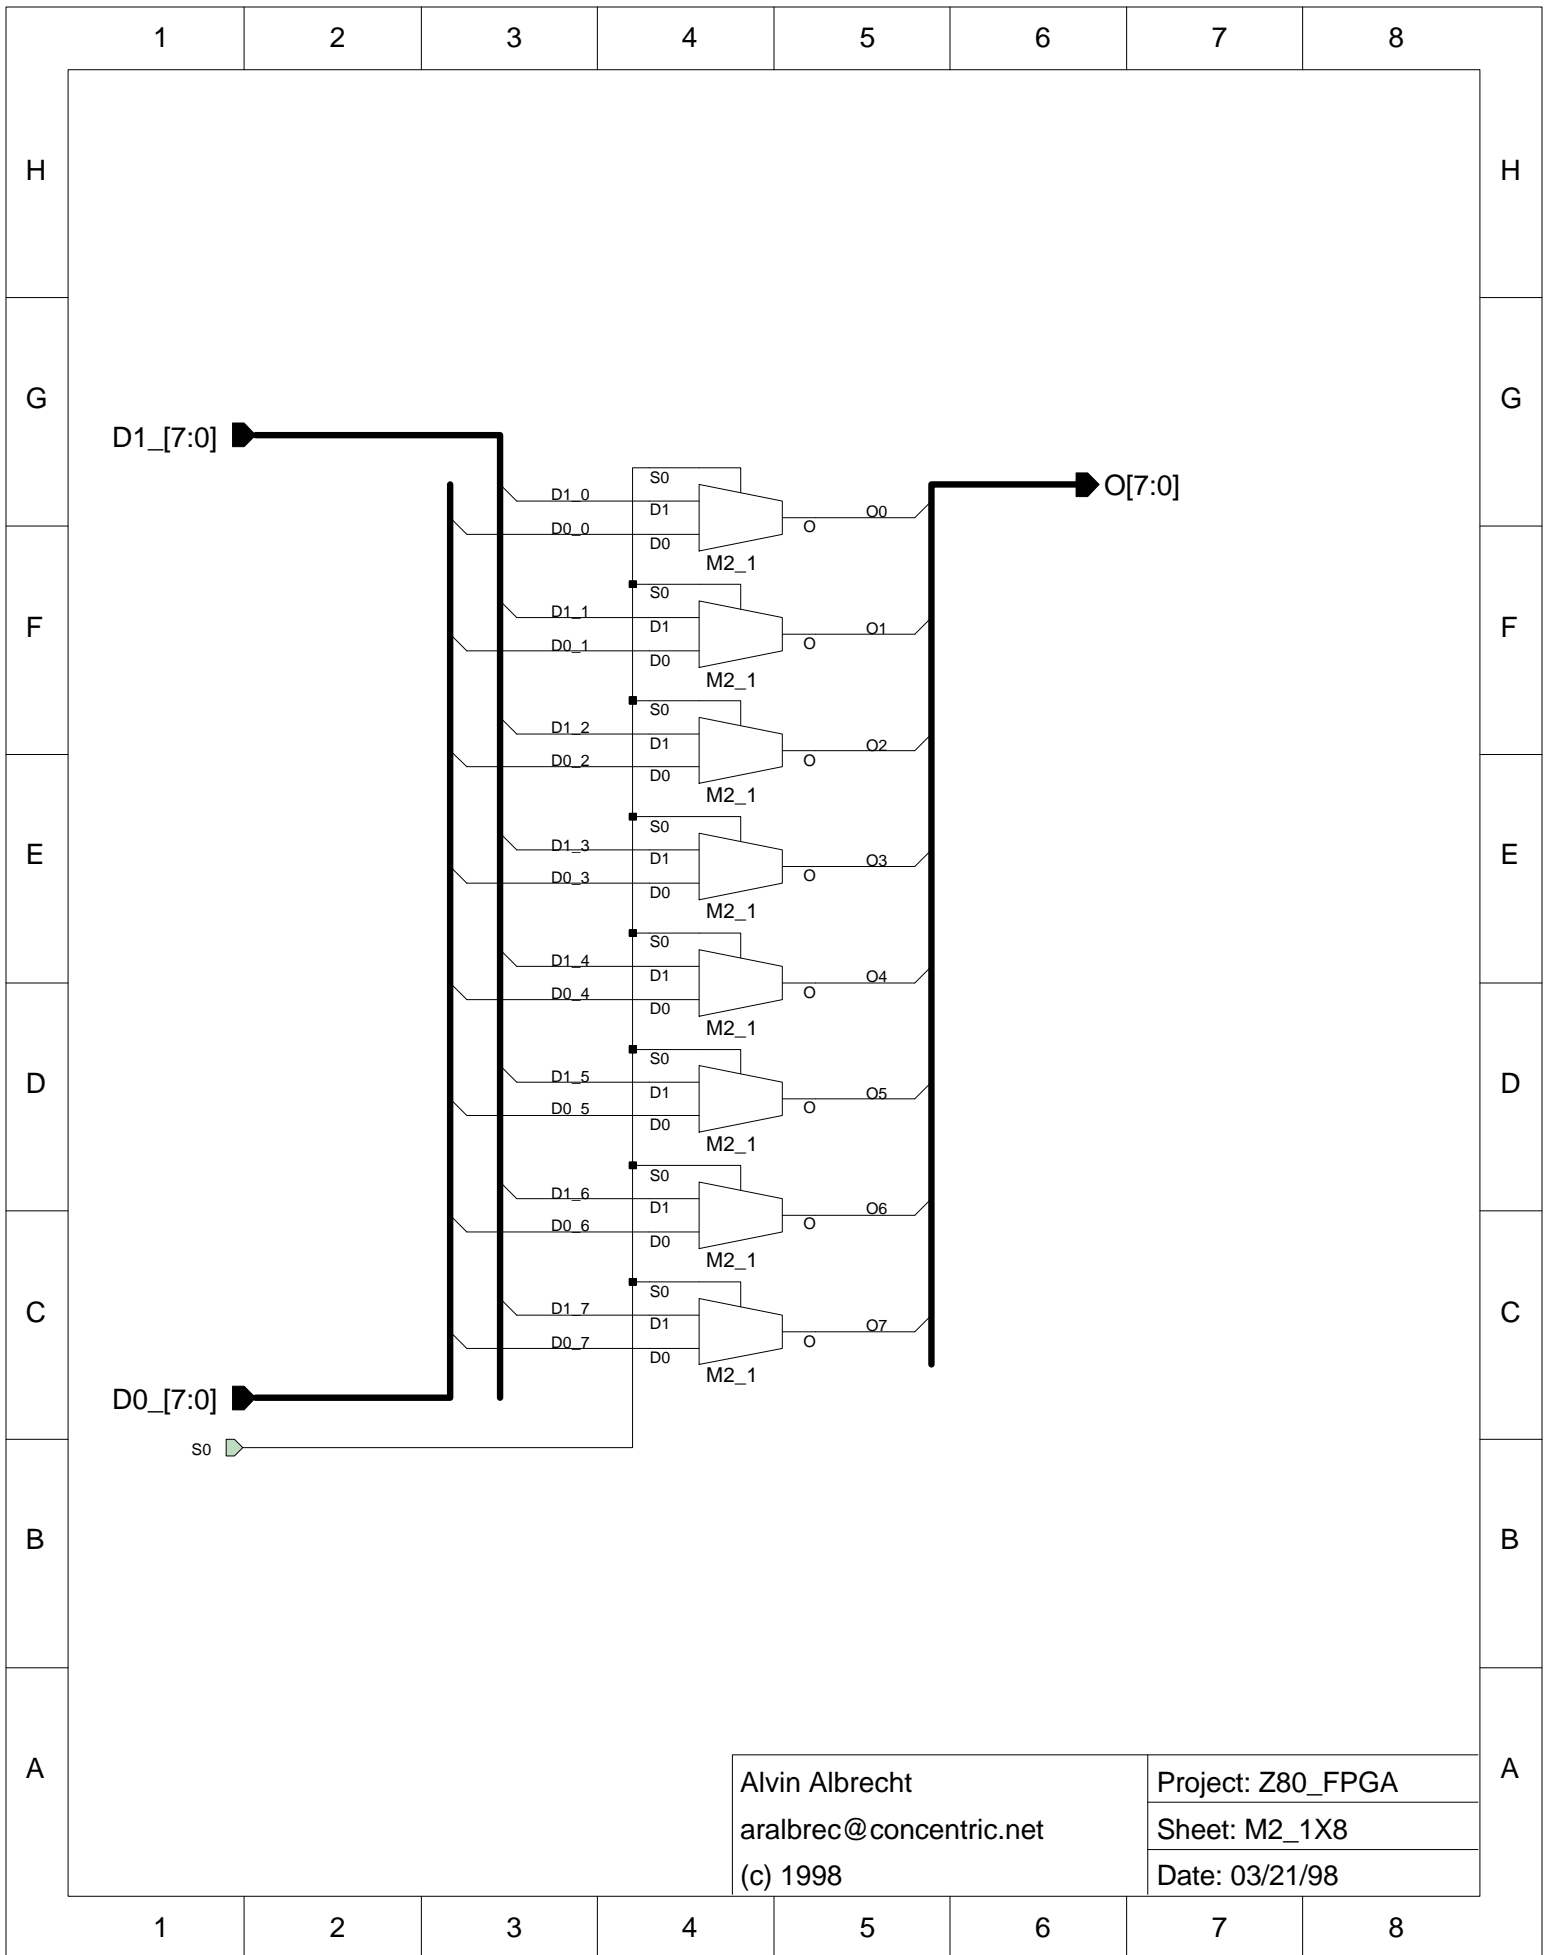 1 2 3 4 5 6 7 8
H H
G G
D1_[7:0]
O[7:0]
S0
D1_0
D1
O0
D0_0
O
D0
M2_1
F F
S0
D1_1
D1
O1
D0_1
O
D0
M2_1
S0
D1_2
D1
O2
D0_2
O
D0
M2_1
E E
S0
D1_3
D1
O3
D0_3
O
D0
M2_1
S0
D1_4
D1
O4
D0_4
O
D0
M2_1
D D
S0
D1_5
D1
O5
D0_5
O
D0
M2_1
S0
D1_6
D1
O6
D0_6
O
D0
M2_1
C C
S0
D1_7
D1
O7
D0_7
O
D0
M2_1
D0_[7:0]
S0
B B
A A
Alvin Albrecht
aralbrec@concentric.net
(c) 1998
Project: Z80_FPGA
Sheet: M2_1X8
Date: 03/21/98
1 2 3 4 5 6 7 8